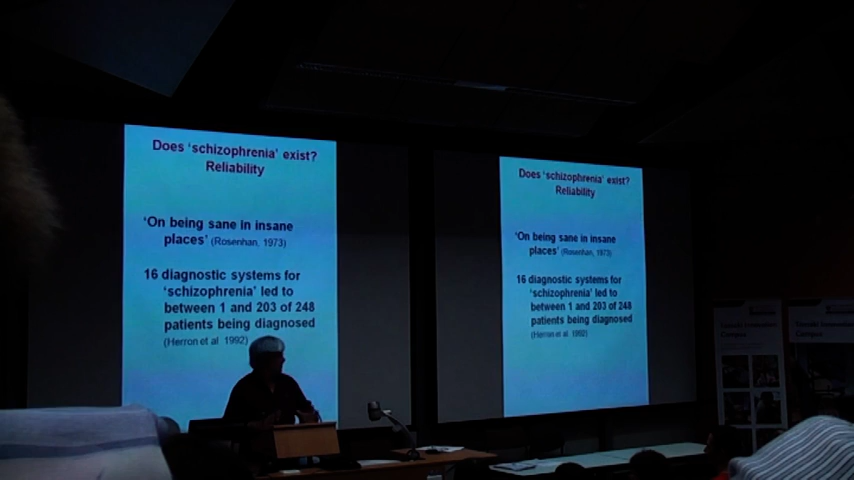 Does 'schizophrenia' exist?
Reliability
'On being sane in insane
places' (Rosenhan, 1973)
16 diagnostic systems for
'schizophrenia' led to
between 1 and 203 of 248
patients being diagnosed
(Herron et al 1992)
Does 'schizophrenia' exist?
Reliability
'On being sane in insane
places' (Rosenhan, 1973)
16 diagnostic systems for
'schizophrenia' led to
between 1 and 203 of 248
patients being diagnosed
(Herron et al 1992)
Campus